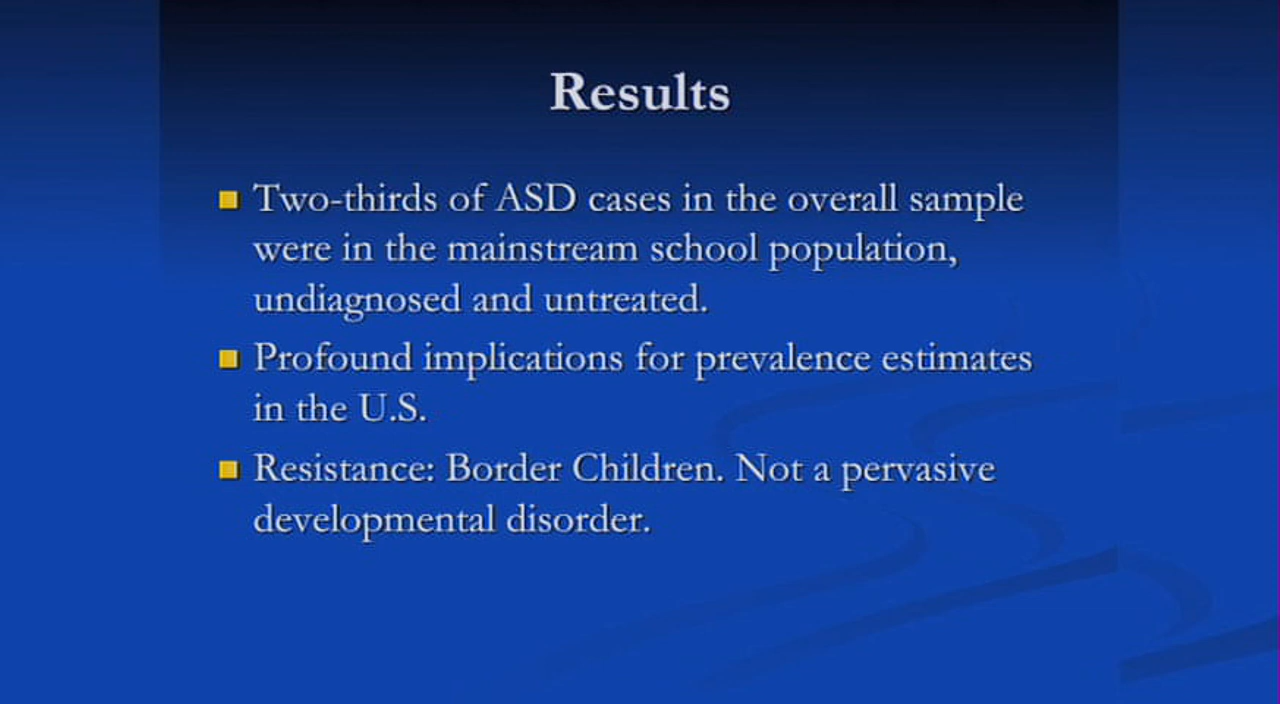 Results
Two-thirds of ASD cases in the overall sample
were in the mainstream school population,
undiagnosed and untreated.
Profound implications for prevalence estimates
in the U.S.
Resistance: Border Children. Not a pervasive
developmental disorder.